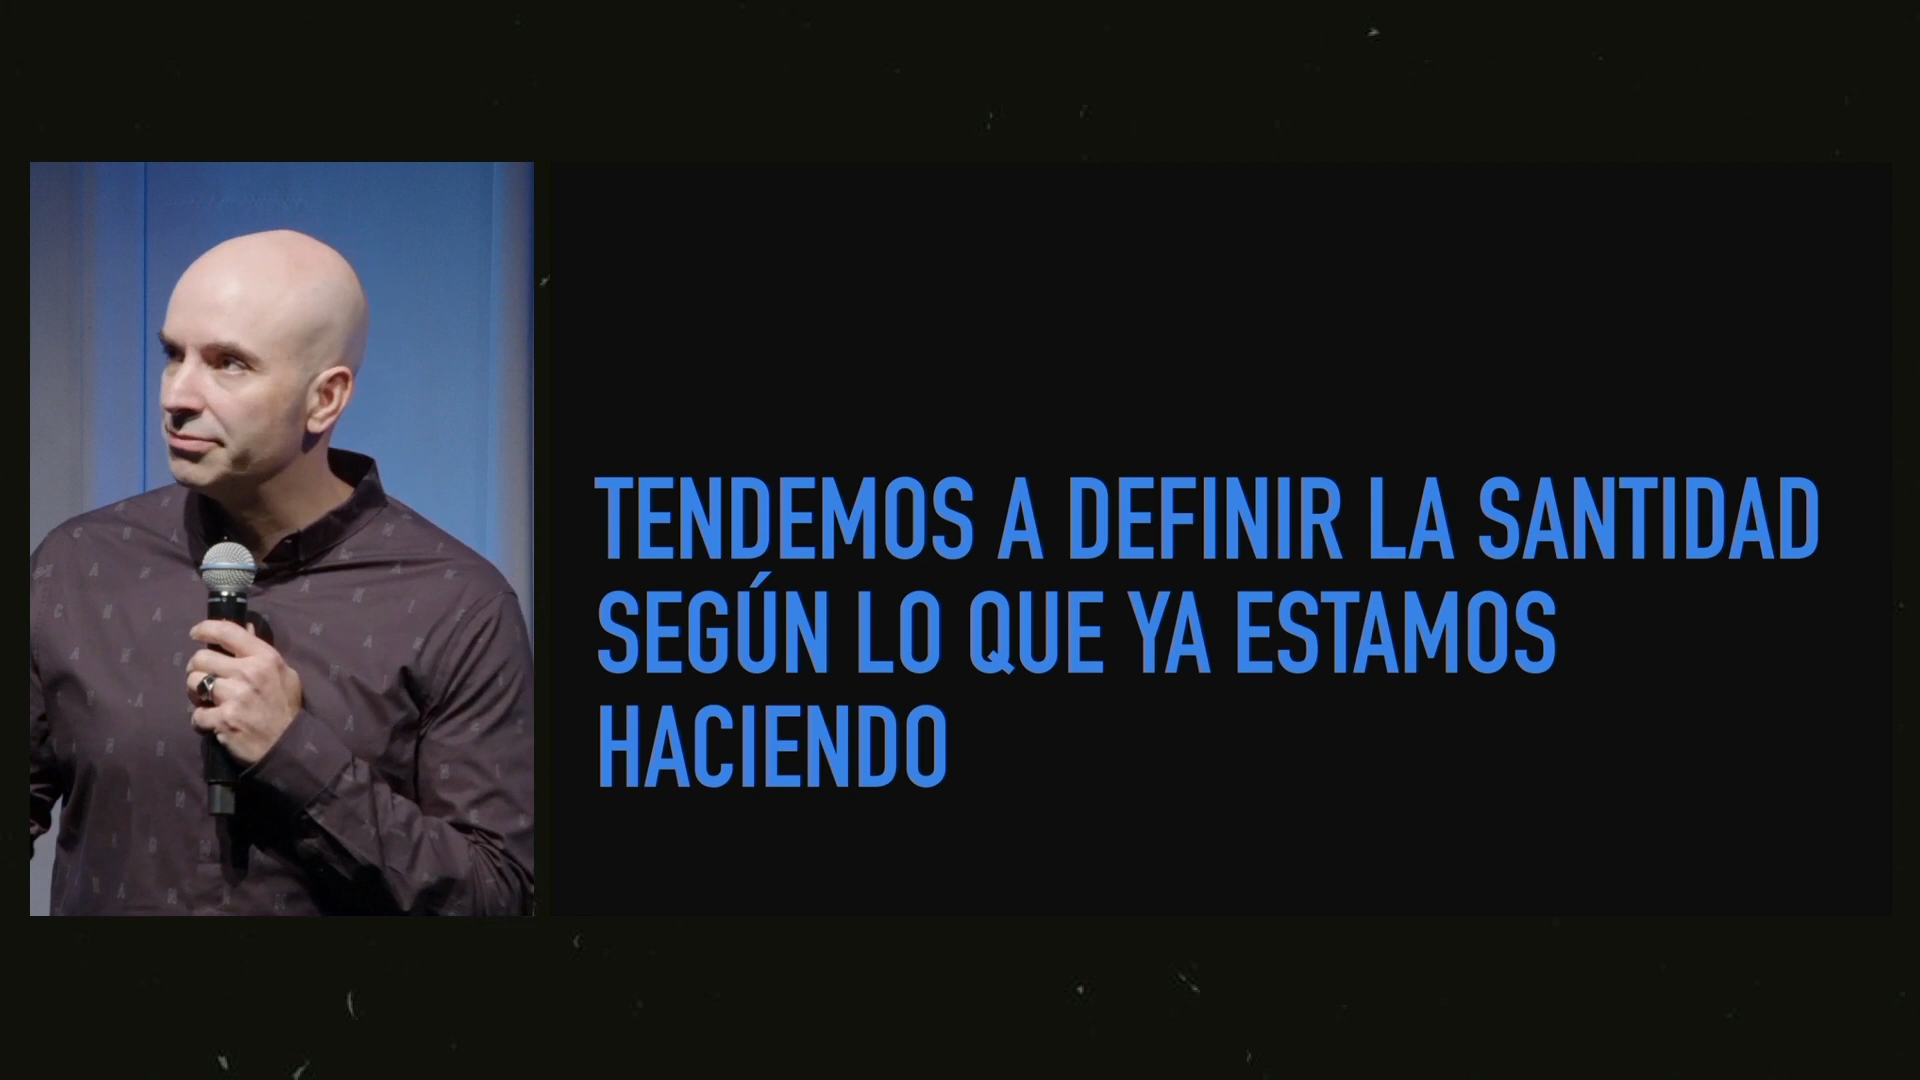 TENDEMOS A DEFINIR LA SANTIDAD
SEGÚN LO QUE YA ESTAMOS
HACIENDO